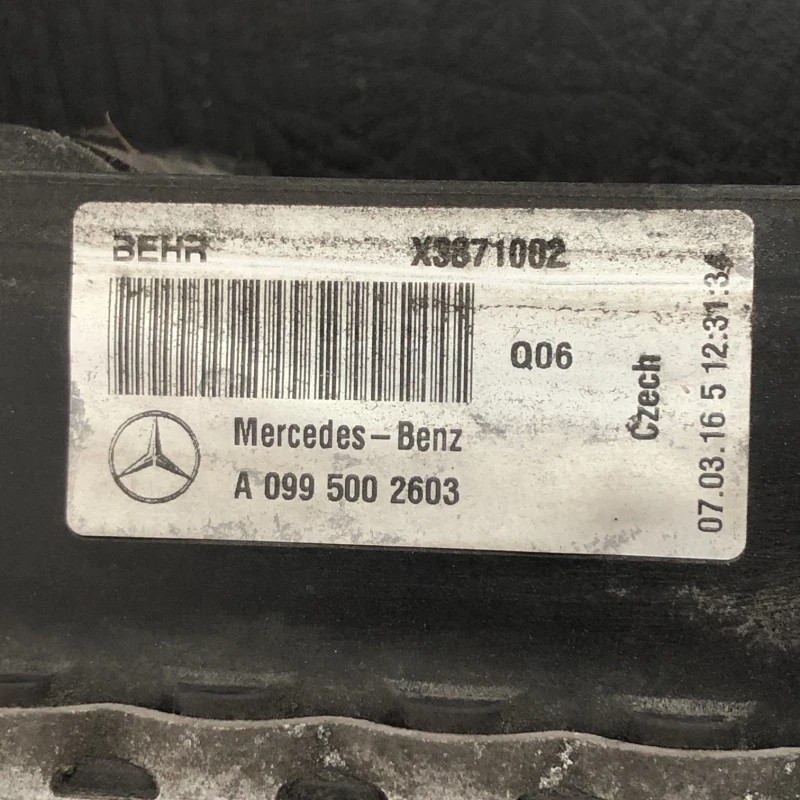 BEHR X3871002
Q06
Mercedes-Benz
A 099 500 2603
Czech
07.03.16 5 12:31:34